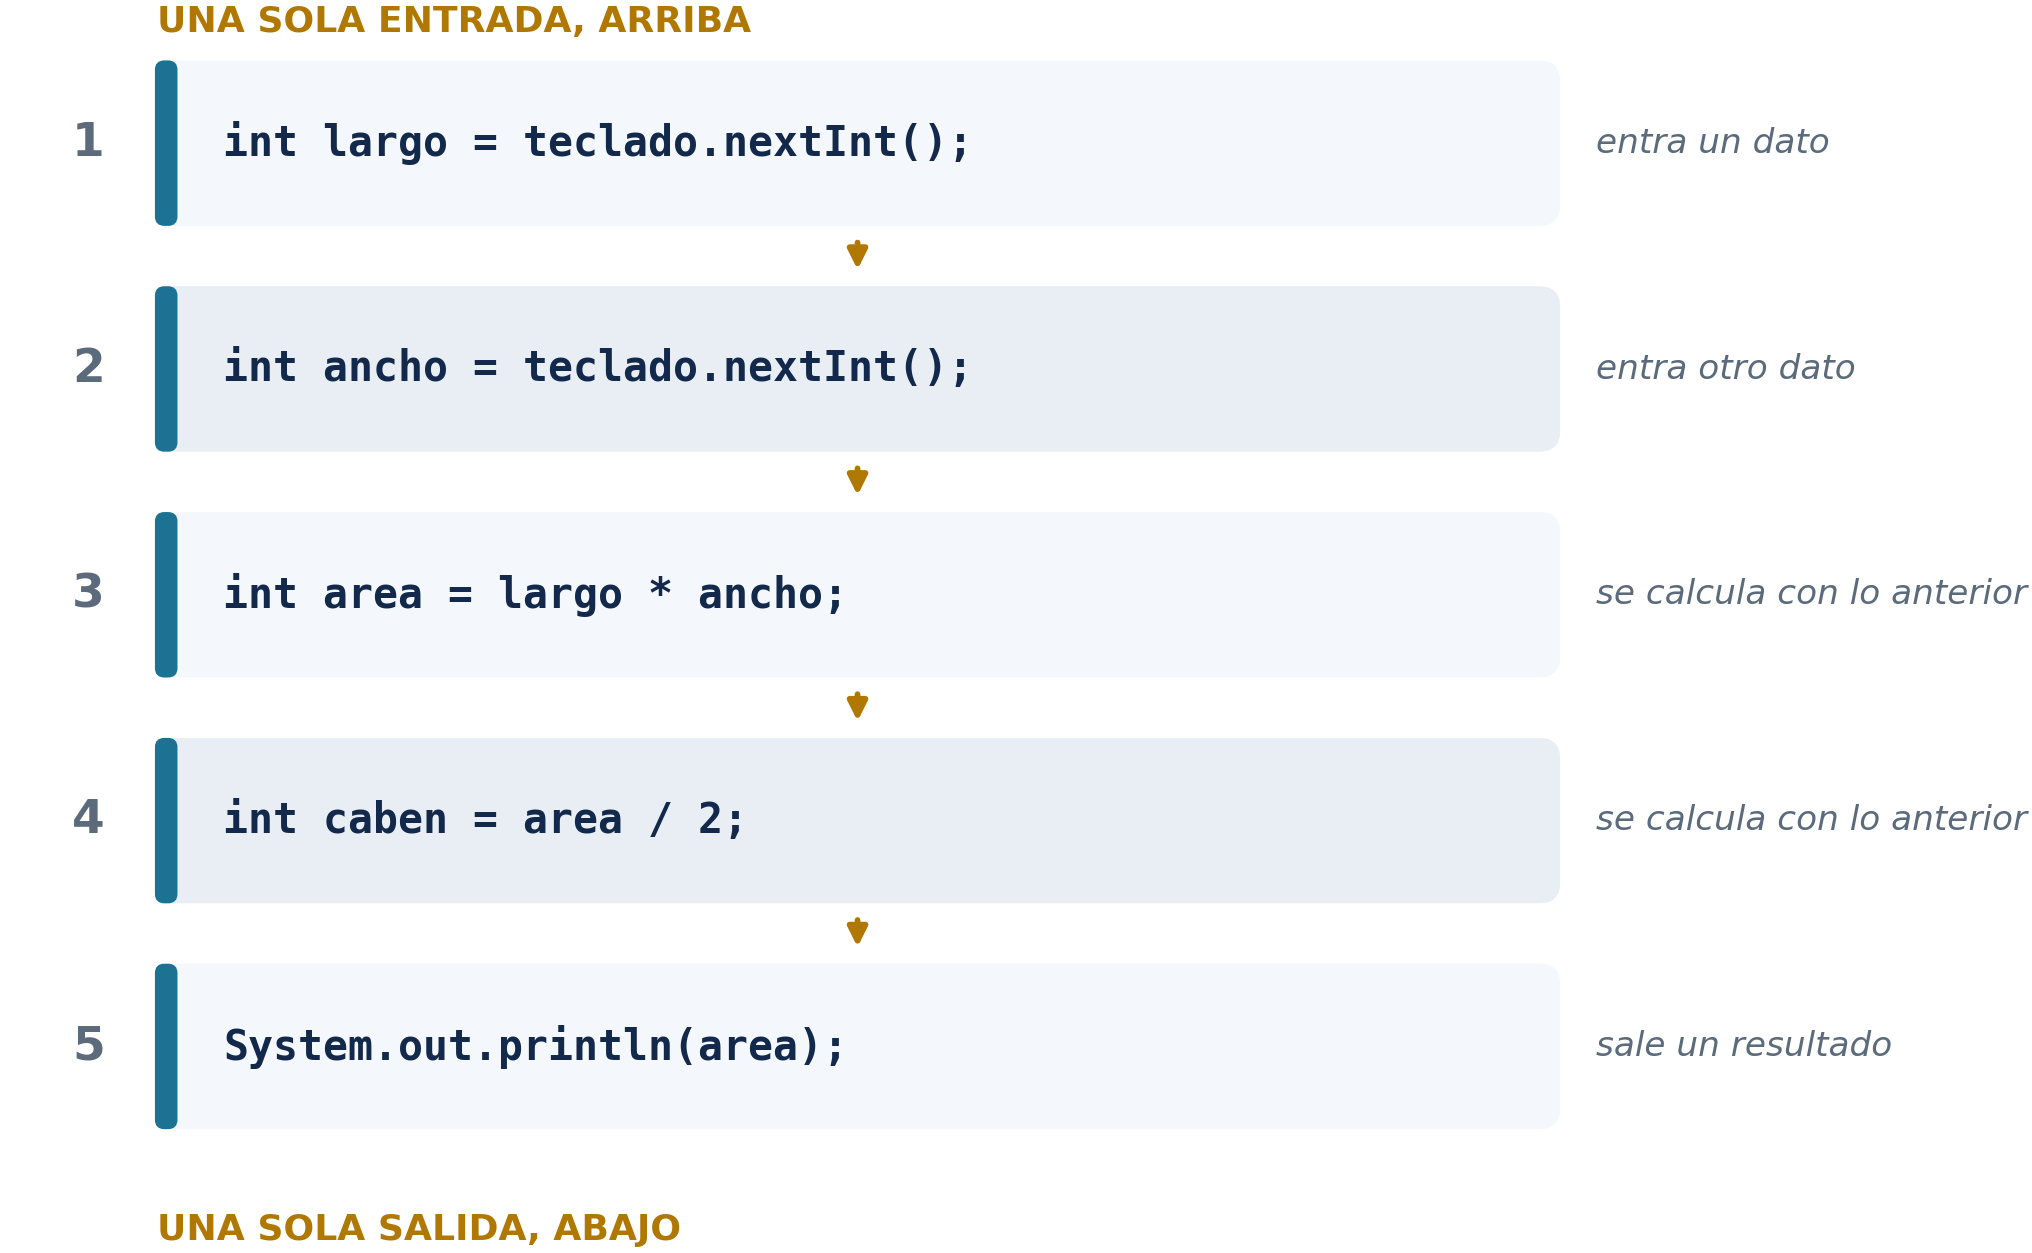 UNA SOLA ENTRADA, ARRIBA
1 int largo = teclado.nextInt(); entra un dato
2 int ancho = teclado.nextInt(); entra otro dato
3 int area = largo * ancho; se calcula con lo anterior
4 int caben = area / 2; se calcula con lo anterior
5 System.out.println(area); sale un resultado
UNA SOLA SALIDA, ABAJO